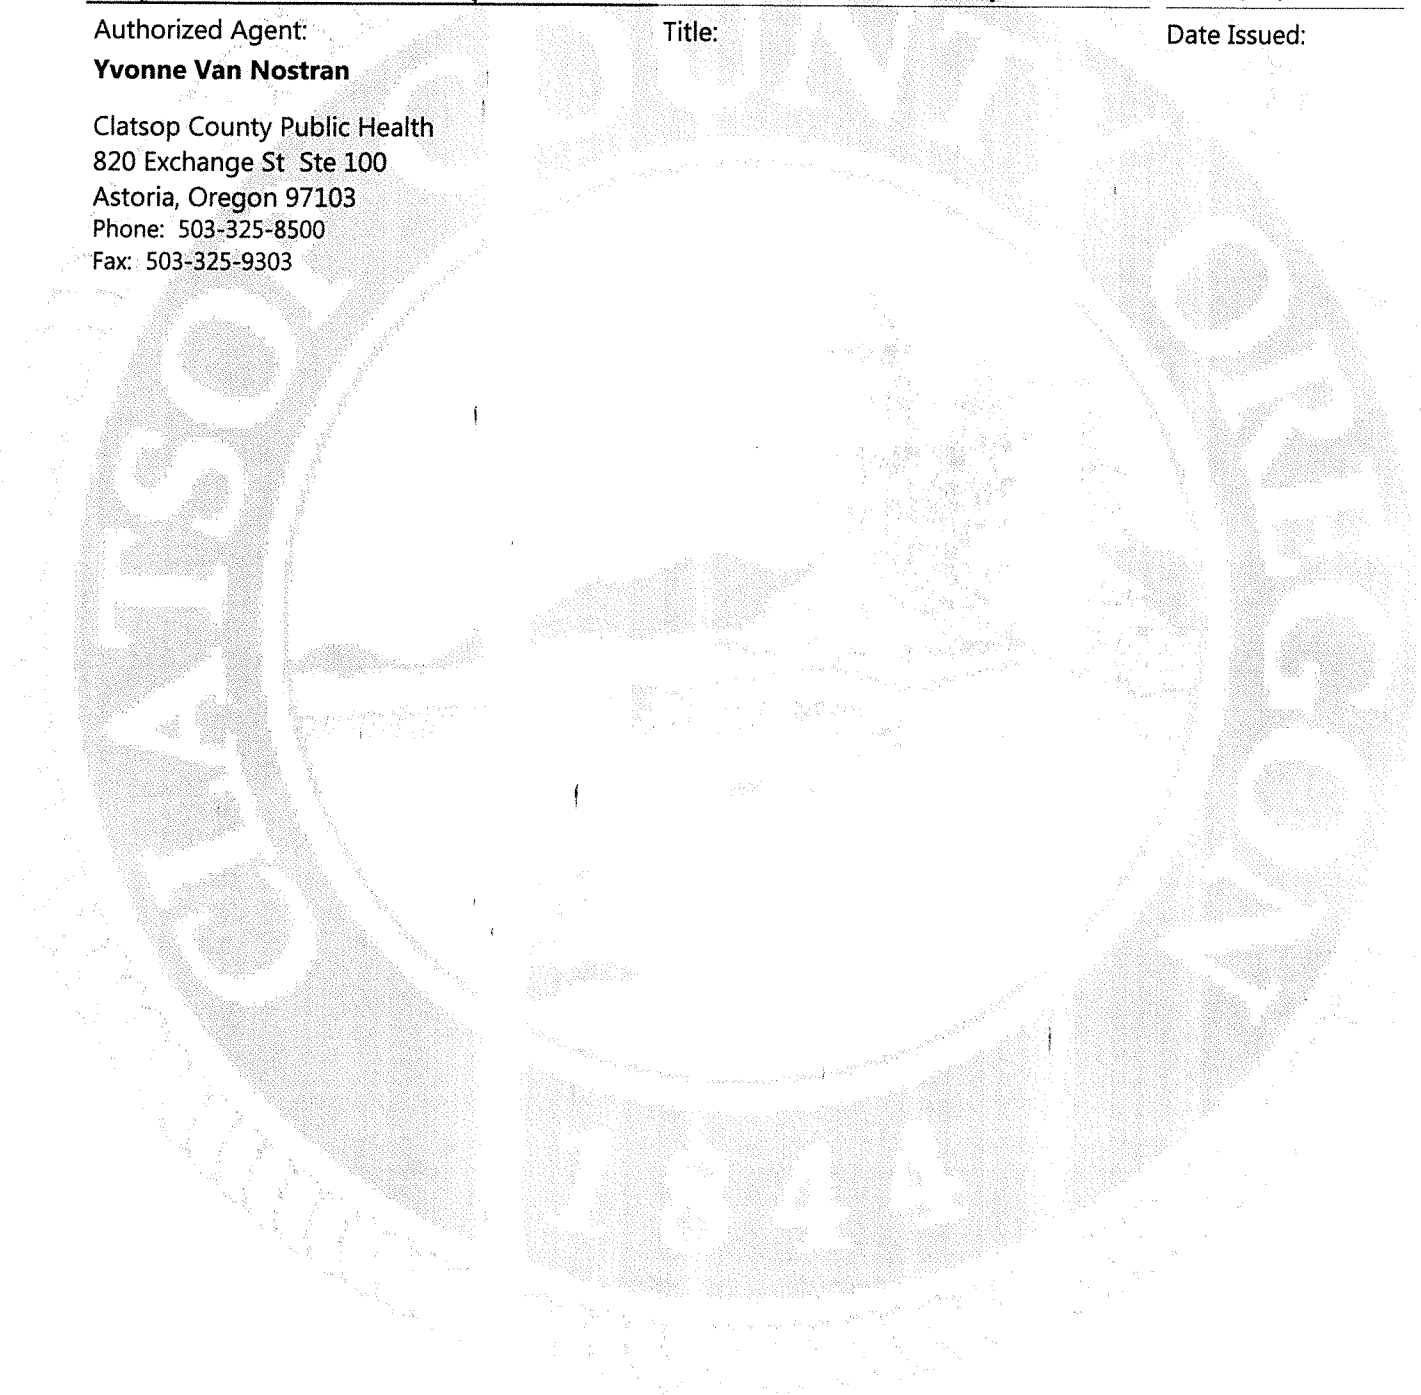 Authorized Agent: Title: Date Issued:
Yvonne Van Nostran
Clatsop County Public Health
820 Exchange St Ste 100
Astoria, Oregon 97103
Phone: 503-325-8500
Fax: 503-325-9303
CLATSOP COUNTY OREGON
1844